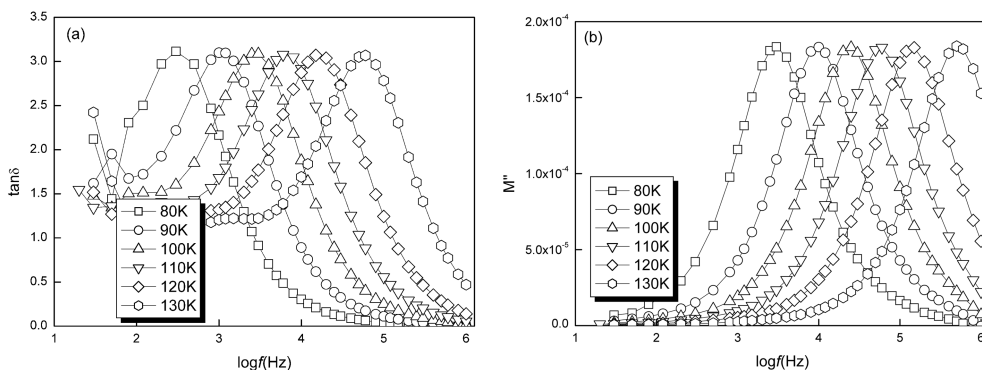 (a)
tanδ
3.5
3.0
2.5
2.0
1.5
1.0
0.5
0.0
80K
90K
100K
110K
120K
130K
1 2 3 4 5 6
logf(Hz)
(b)
M"
2.0x10⁻⁴
1.5x10⁻⁴
1.0x10⁻⁴
5.0x10⁻⁵
0.0
80K
90K
100K
110K
120K
130K
1 2 3 4 5 6
logf(Hz)